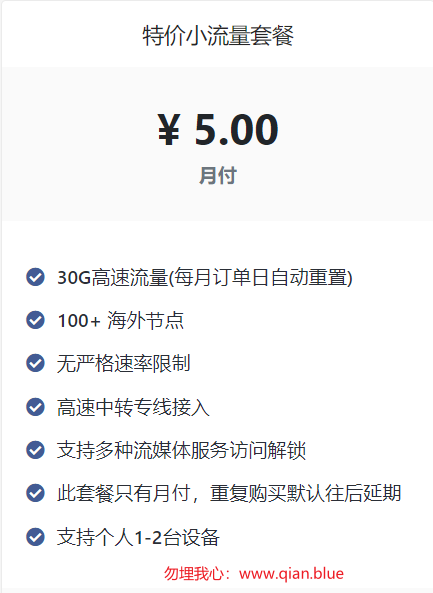 特价小流量套餐
¥ 5.00
月付
30G高速流量(每月订单日自动重置)
100+ 海外节点
无严格速率限制
高速中转专线接入
支持多种流媒体服务访问解锁
此套餐只有月付，重复购买默认往后延期
支持个人1-2台设备
勿埋我心：www.qian.blue